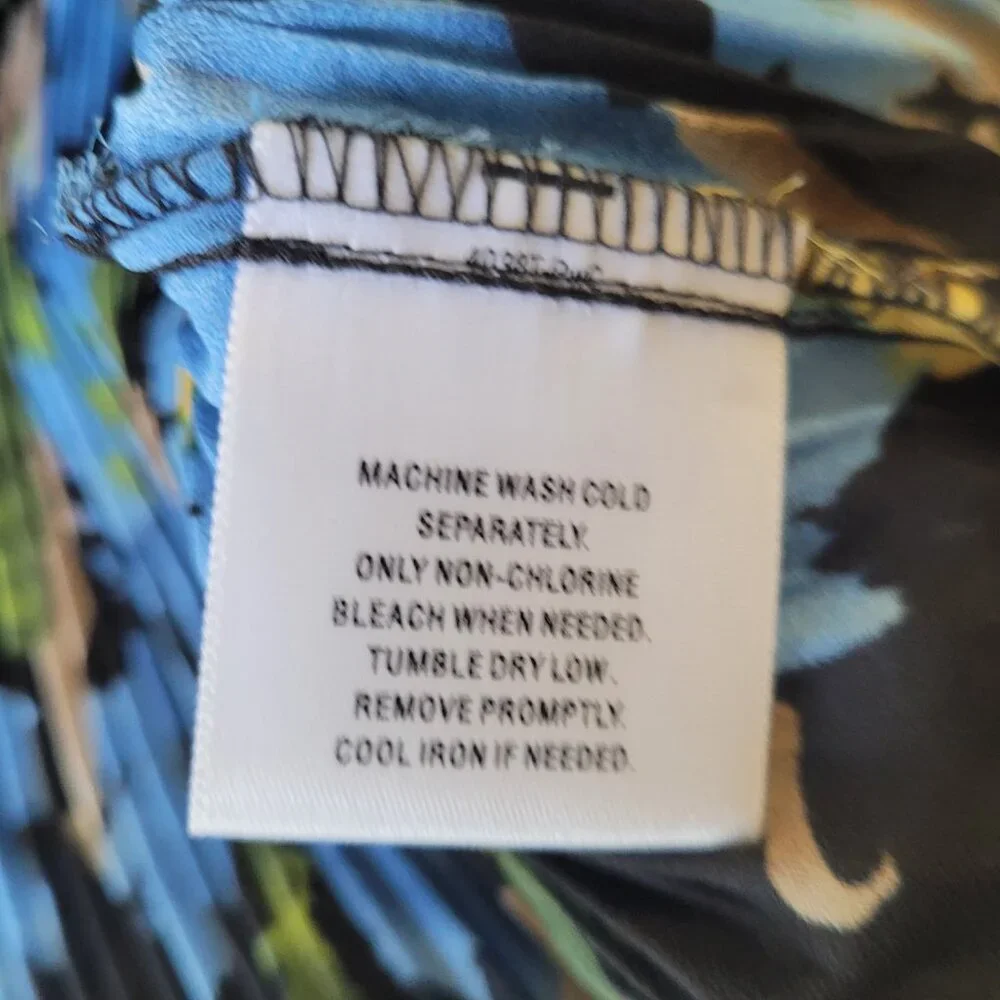 MACHINE WASH COLD
SEPARATELY.
ONLY NON-CHLORINE
BLEACH WHEN NEEDED.
TUMBLE DRY LOW.
REMOVE PROMPTLY.
COOL IRON IF NEEDED.